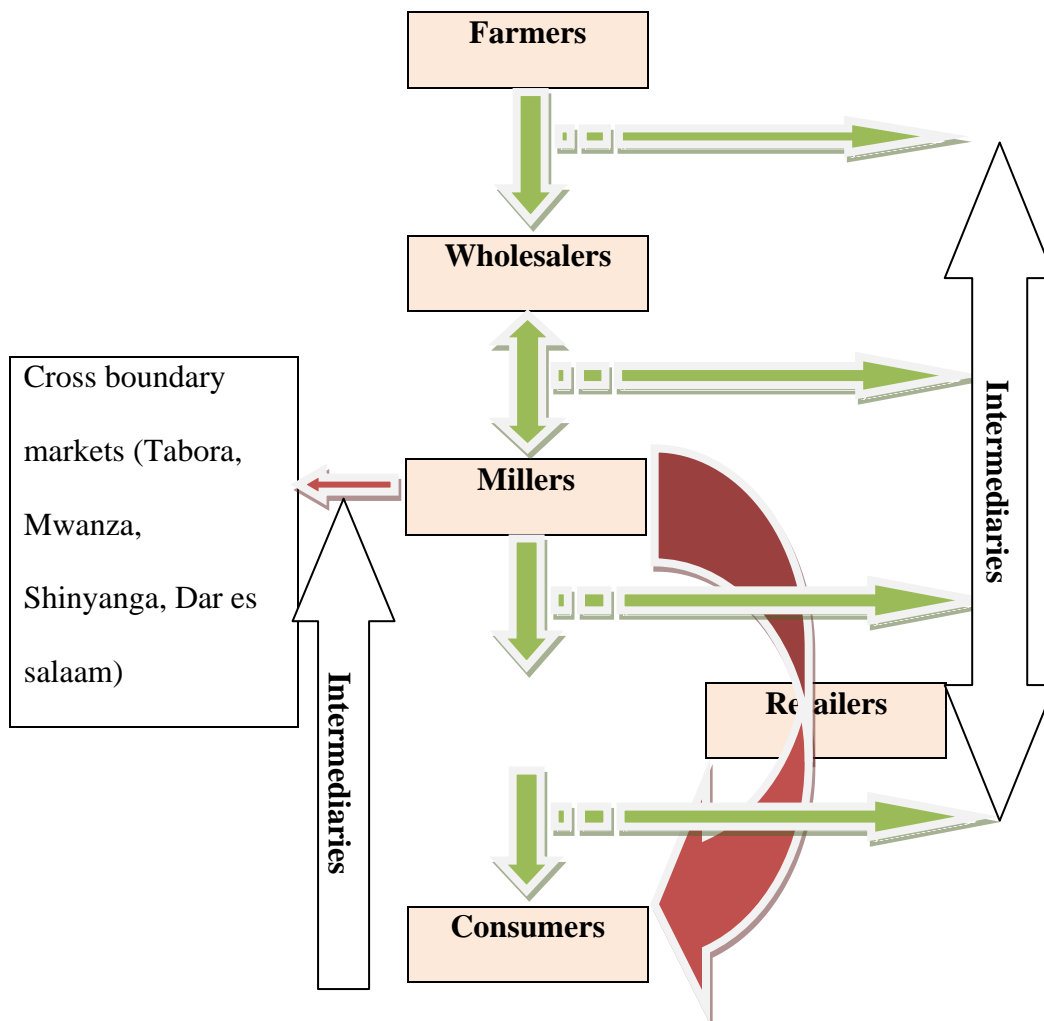 Farmers
Wholesalers
Cross boundary
markets (Tabora,
Mwanza,
Shinyanga, Dar es
salaam)
Millers
Intermediaries
Retailers
Intermediaries
Consumers